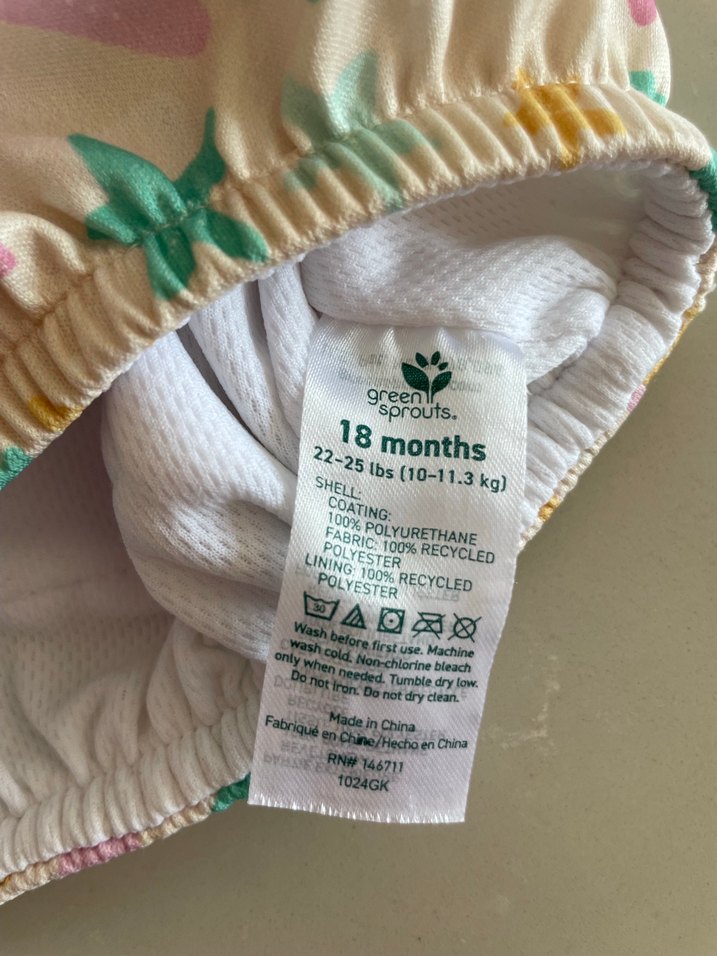 green
sprouts®
18 months
22-25 lbs (10-11.3 kg)
SHELL:
COATING:
100% POLYURETHANE
FABRIC: 100% RECYCLED
POLYESTER
LINING: 100% RECYCLED
POLYESTER
30
Wash before first use. Machine
wash cold. Non-chlorine bleach
only when needed. Tumble dry low.
Do not iron. Do not dry clean.
Made in China
Fabriqué en Chine/Hecho en China
RN# 146711
1024GK